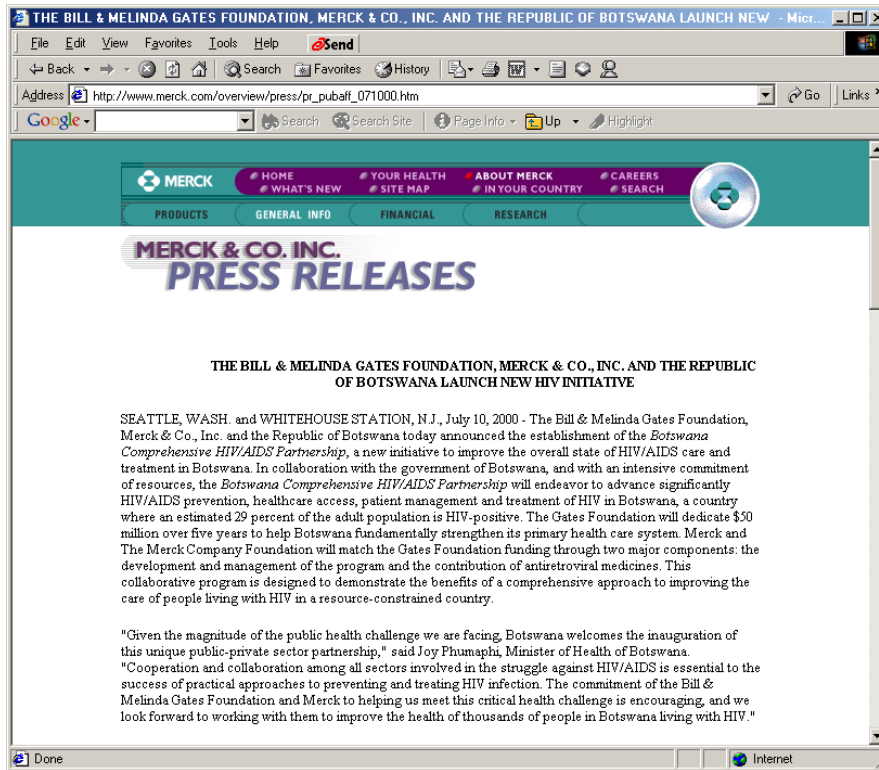 THE BILL & MELINDA GATES FOUNDATION, MERCK & CO., INC. AND THE REPUBLIC OF BOTSWANA LAUNCH NEW - Micr...
File Edit View Favorites Tools Help eSend
Back Search Favorites History
Address http://www.merck.com/overview/press/pr_pubaff_071000.htm Go Links
Google Search Search Site Page Info Up Highlight
MERCK HOME YOUR HEALTH ABOUT MERCK CAREERS
WHAT'S NEW SITE MAP IN YOUR COUNTRY SEARCH
PRODUCTS GENERAL INFO FINANCIAL RESEARCH
MERCK & CO. INC.
PRESS RELEASES
THE BILL & MELINDA GATES FOUNDATION, MERCK & CO., INC. AND THE REPUBLIC
OF BOTSWANA LAUNCH NEW HIV INITIATIVE
SEATTLE, WASH. and WHITEHOUSE STATION, N.J., July 10, 2000 - The Bill & Melinda Gates Foundation,
Merck & Co., Inc. and the Republic of Botswana today announced the establishment of the Botswana
Comprehensive HIV/AIDS Partnership, a new initiative to improve the overall state of HIV/AIDS care and
treatment in Botswana. In collaboration with the government of Botswana, and with an intensive commitment
of resources, the Botswana Comprehensive HIV/AIDS Partnership will endeavor to advance significantly
HIV/AIDS prevention, healthcare access, patient management and treatment of HIV in Botswana, a country
where an estimated 29 percent of the adult population is HIV-positive. The Gates Foundation will dedicate $50
million over five years to help Botswana fundamentally strengthen its primary health care system. Merck and
The Merck Company Foundation will match the Gates Foundation funding through two major components: the
development and management of the program and the contribution of antiretroviral medicines. This
collaborative program is designed to demonstrate the benefits of a comprehensive approach to improving the
care of people living with HIV in a resource-constrained country.
"Given the magnitude of the public health challenge we are facing, Botswana welcomes the inauguration of
this unique public-private sector partnership," said Joy Phumaphi, Minister of Health of Botswana.
"Cooperation and collaboration among all sectors involved in the struggle against HIV/AIDS is essential to the
success of practical approaches to preventing and treating HIV infection. The commitment of the Bill &
Melinda Gates Foundation and Merck to helping us meet this critical health challenge is encouraging, and we
look forward to working with them to improve the health of thousands of people in Botswana living with HIV."
Done Internet